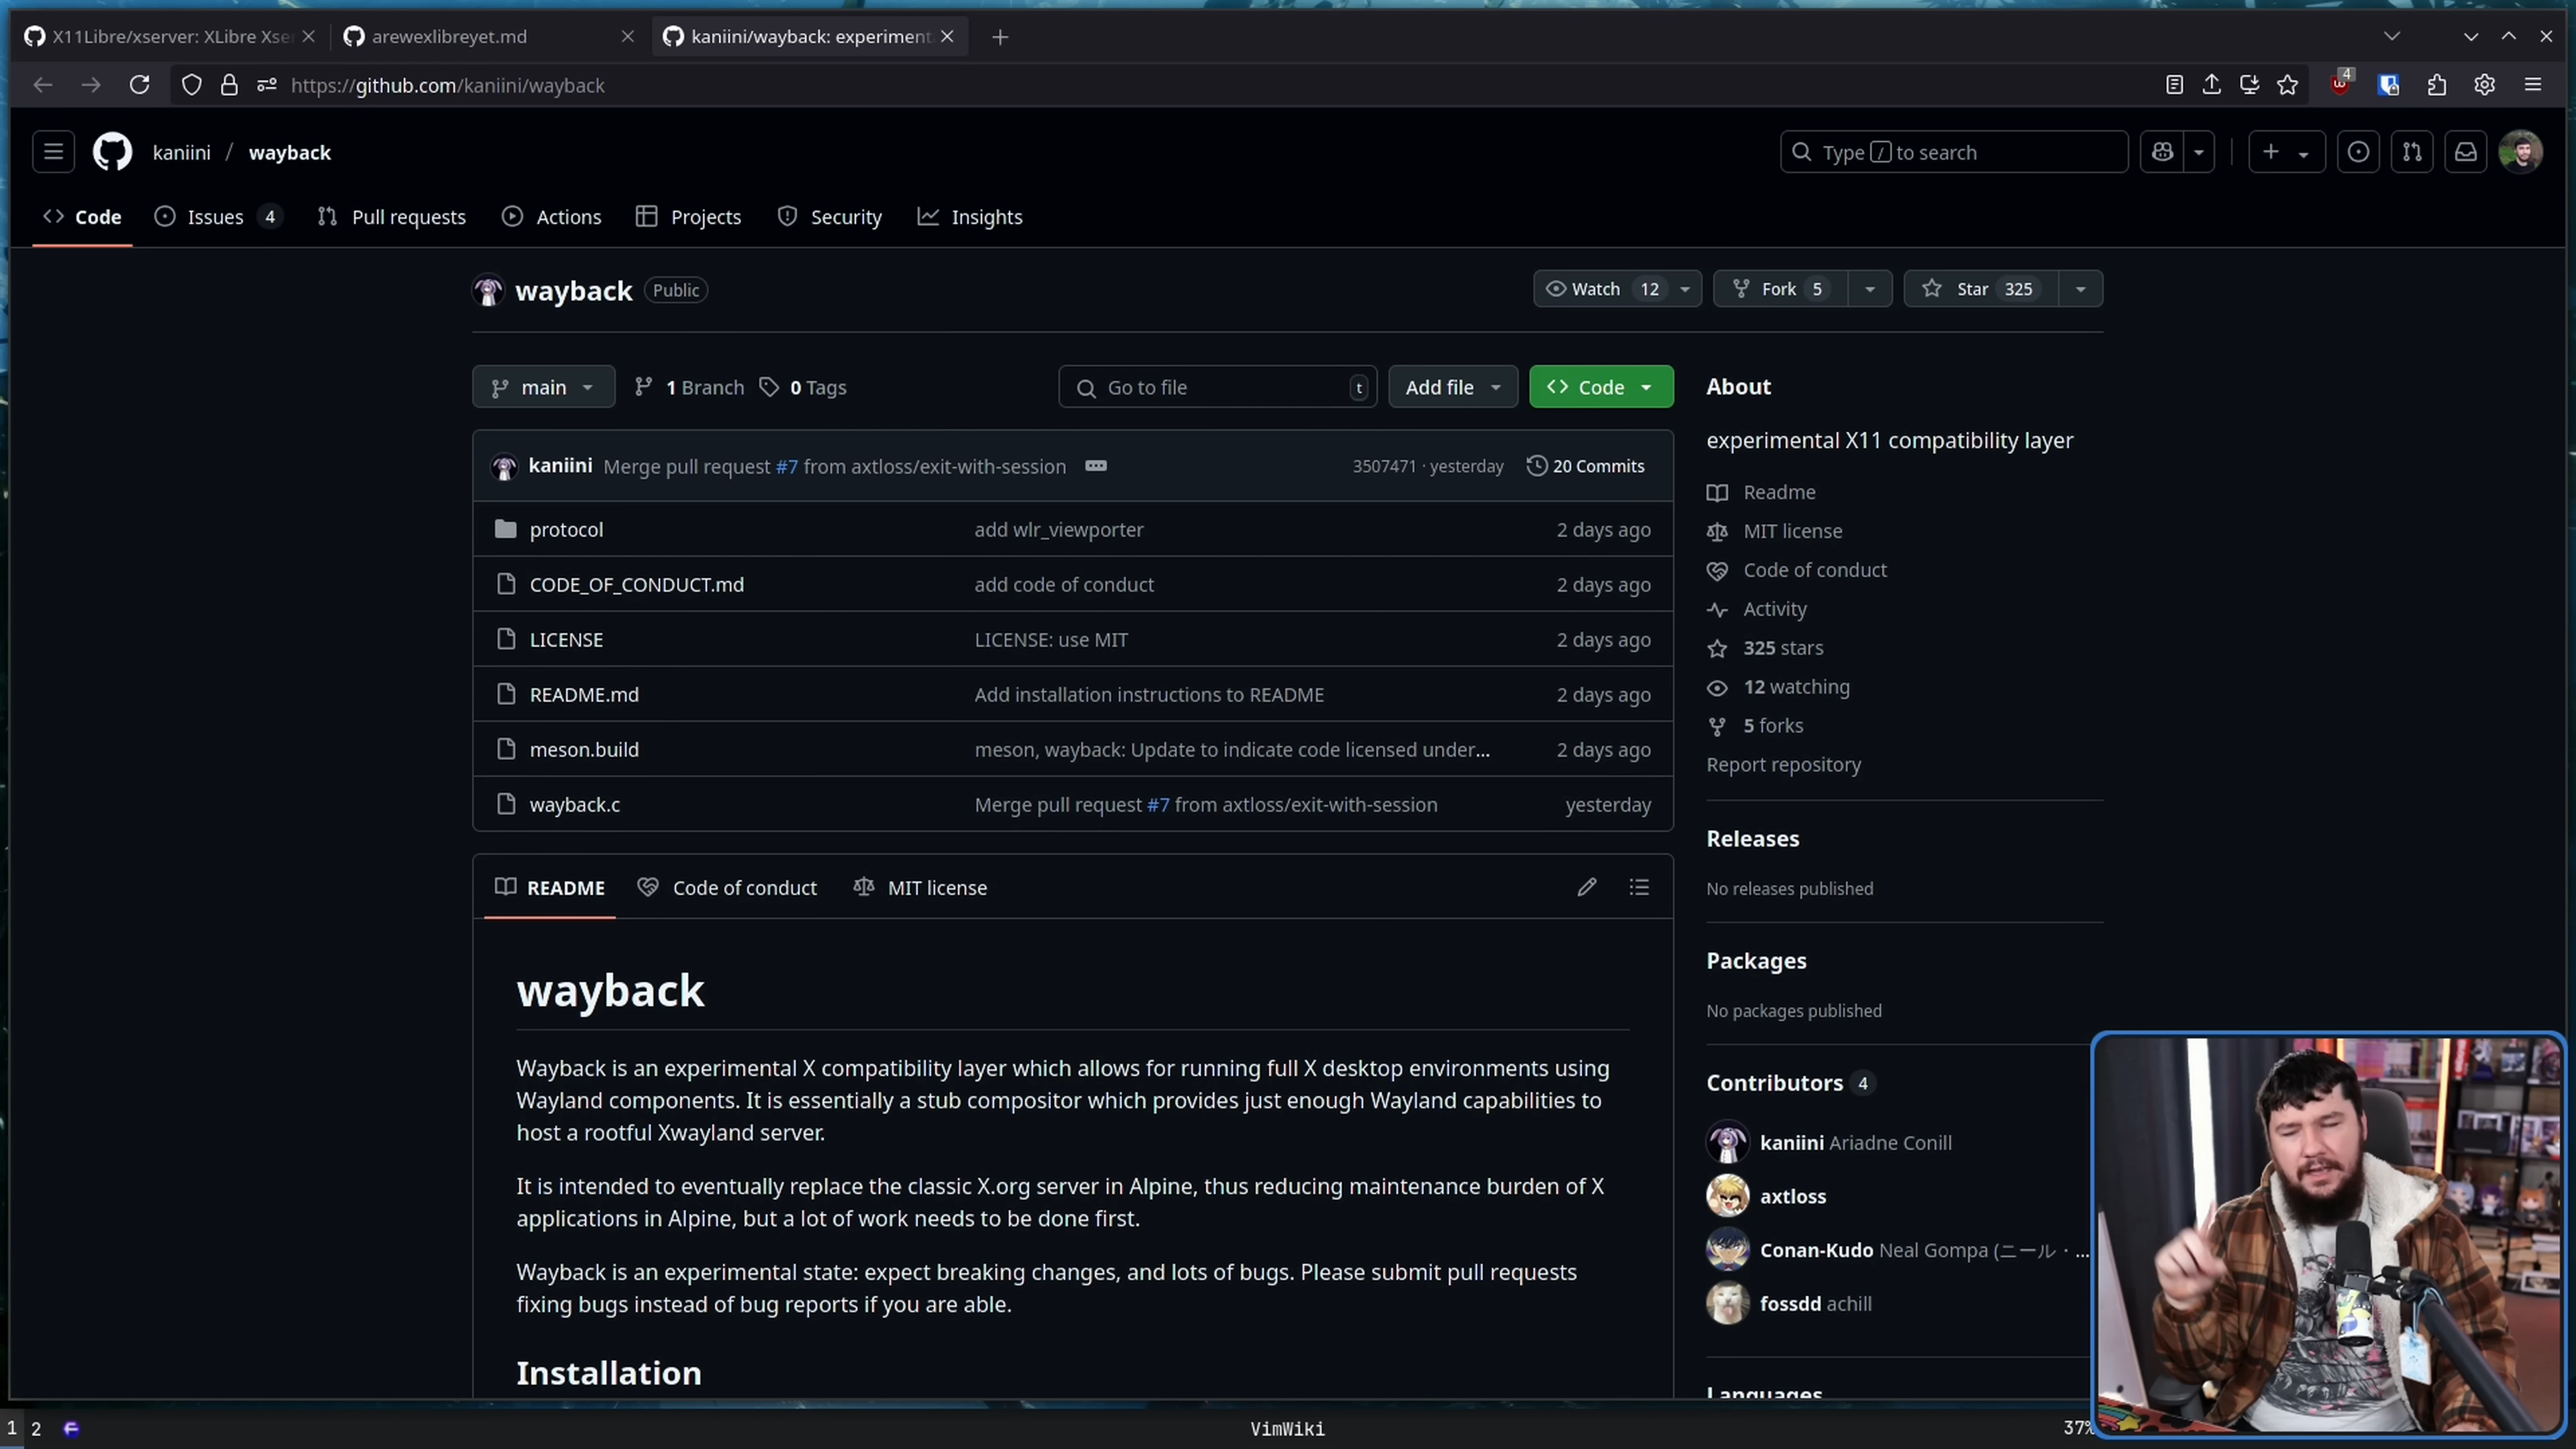 X11Libre/xserver: XLibre Xse
arewexlibreyet.md
kaniini/wayback: experiment
https://github.com/kaniini/wayback
4
kaniini / wayback
Type / to search
Code
Issues 4
Pull requests
Actions
Projects
Security
Insights
wayback Public
Watch 12
Fork 5
Star 325
main
1 Branch
0 Tags
Go to file t
Add file
Code
kaniini Merge pull request #7 from axtloss/exit-with-session
3507471 · yesterday
20 Commits
protocol add wlr_viewporter 2 days ago
CODE_OF_CONDUCT.md add code of conduct 2 days ago
LICENSE LICENSE: use MIT 2 days ago
README.md Add installation instructions to README 2 days ago
meson.build meson, wayback: Update to indicate code licensed under... 2 days ago
wayback.c Merge pull request #7 from axtloss/exit-with-session yesterday
README
Code of conduct
MIT license
wayback
Wayback is an experimental X compatibility layer which allows for running full X desktop environments using
Wayland components. It is essentially a stub compositor which provides just enough Wayland capabilities to
host a rootful Xwayland server.
It is intended to eventually replace the classic X.org server in Alpine, thus reducing maintenance burden of X
applications in Alpine, but a lot of work needs to be done first.
Wayback is an experimental state: expect breaking changes, and lots of bugs. Please submit pull requests
fixing bugs instead of bug reports if you are able.
Installation
About
experimental X11 compatibility layer
Readme
MIT license
Code of conduct
Activity
325 stars
12 watching
5 forks
Report repository
Releases
No releases published
Packages
No packages published
Contributors 4
kaniini Ariadne Conill
axtloss
Conan-Kudo Neal Gompa (ニール・...
fossdd achill
Languages
1 2
VimWiki
37%